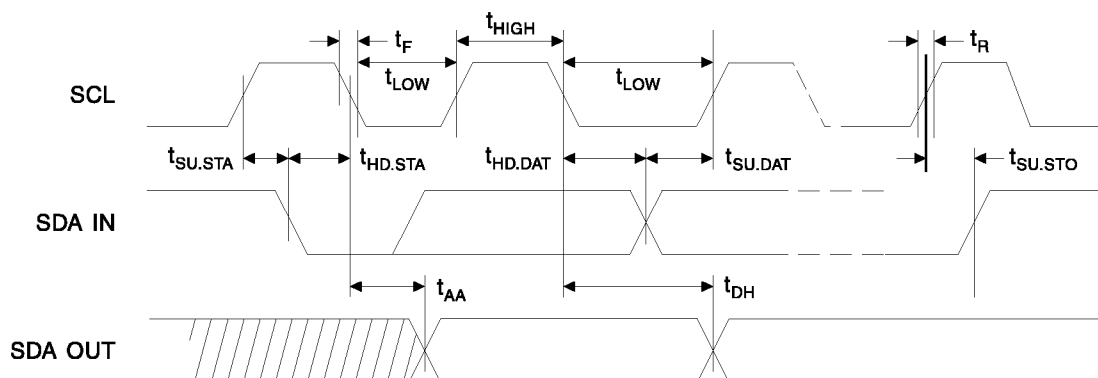 tHIGH
tF
tR
tLOW
tLOW
SCL
tSU.STA
tHD.STA
tHD.DAT
tSU.DAT
tSU.STO
SDA IN
tAA
tDH
SDA OUT